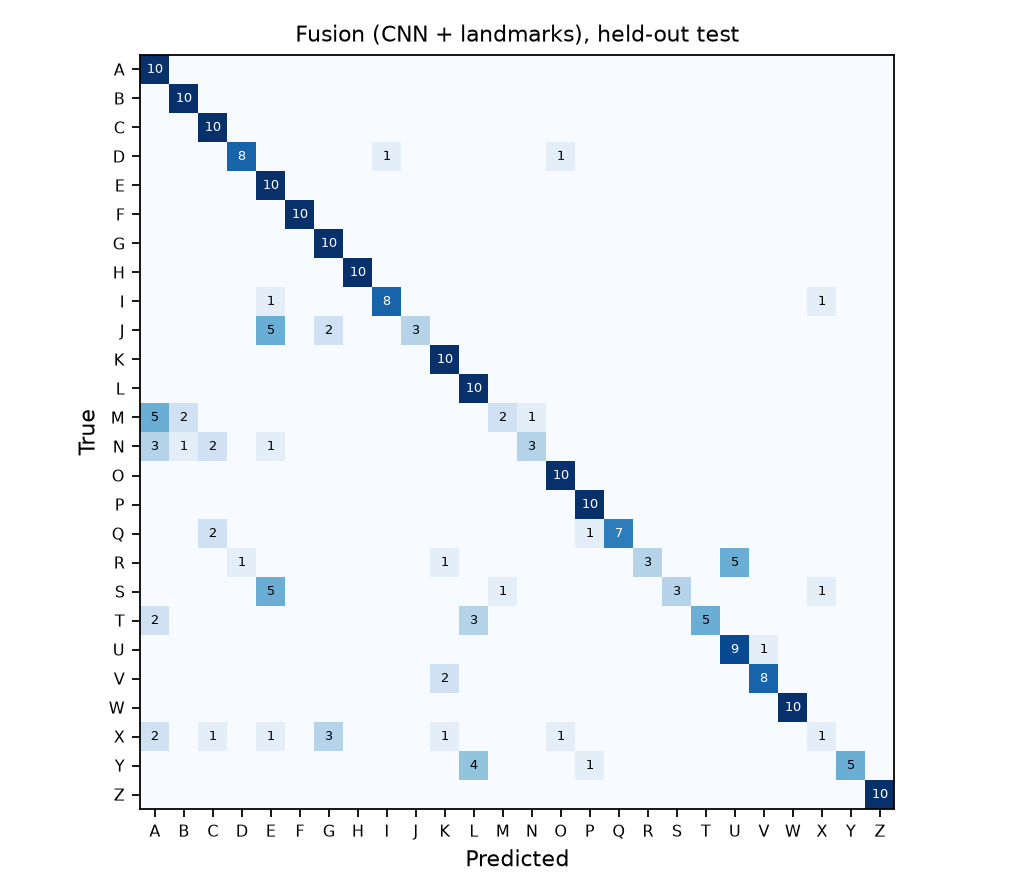 Fusion (CNN + landmarks), held-out test
A 10
B 10
C 10
D 8 1 1
E 10
F 10
G 10
H 10
I 1 8 1
J 5 2 3
K 10
L 10
M 5 2 2 1
N 3 1 2 1 3
O 10
P 10
Q 2 1 7
R 1 1 3 5
S 5 1 3 1
T 2 3 5
U 9 1
V 2 8
W 10
X 2 1 1 3 1 1 1
Y 4 1 5
Z 10
True
A B C D E F G H I J K L M N O P Q R S T U V W X Y Z
Predicted